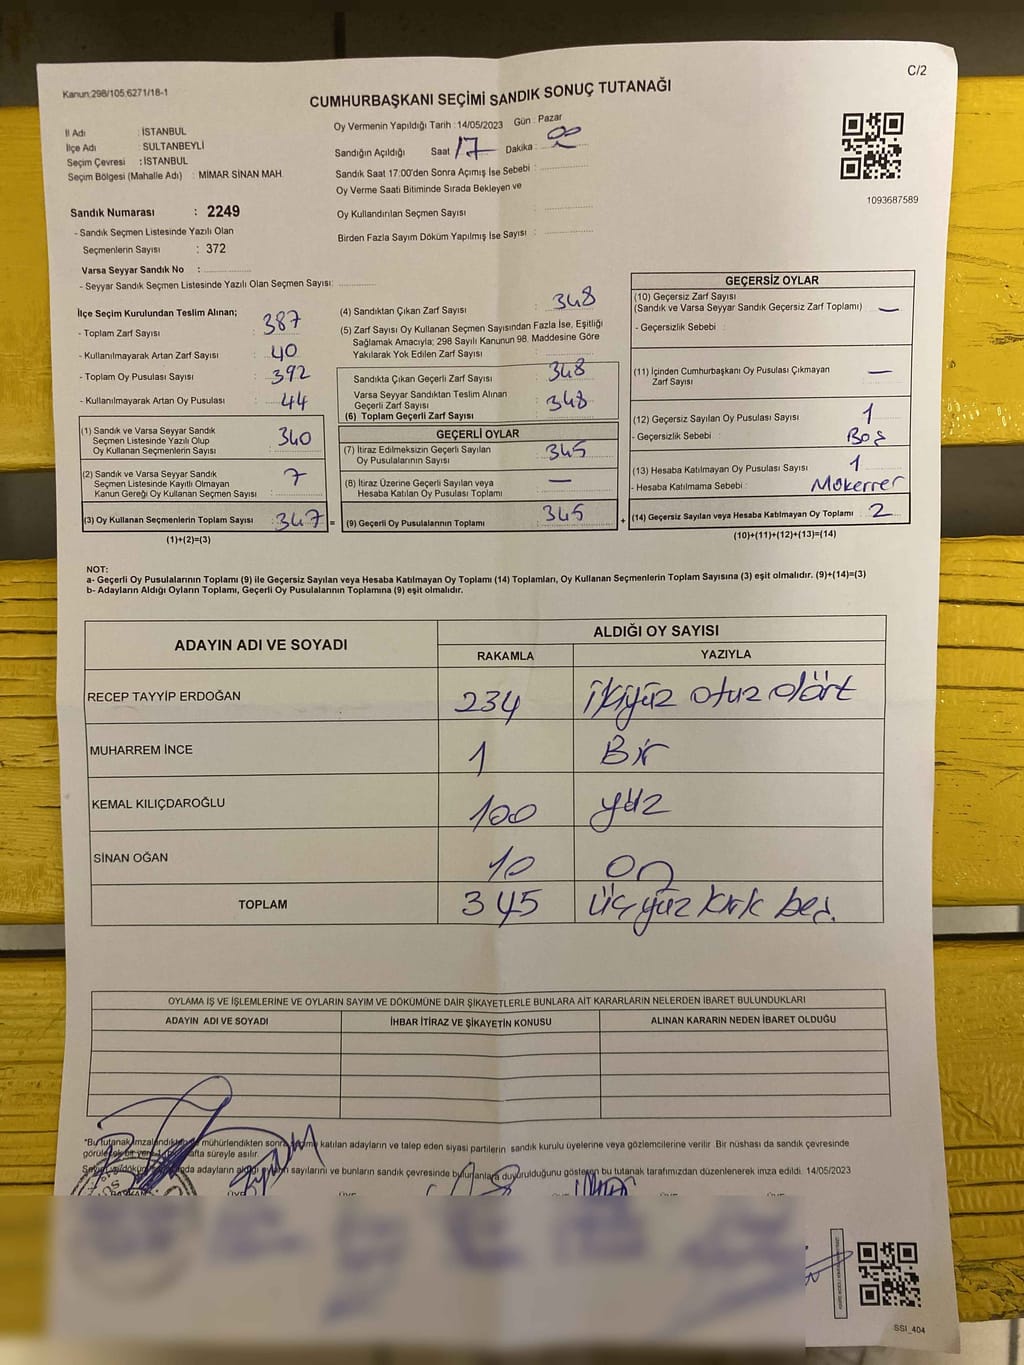 Kanun:298/105;6271/18-1
C/2
CUMHURBAŞKANI SEÇİMİ SANDIK SONUÇ TUTANAĞI
İl Adı : İSTANBUL
İlçe Adı : SULTANBEYLİ
Seçim Çevresi : İSTANBUL
Seçim Bölgesi (Mahalle Adı) : MİMAR SİNAN MAH.
Oy Vermenin Yapıldığı Tarih : 14/05/2023 Gün : Pazar
Sandığın Açıldığı Saat 17 Dakika :
Sandık Saat 17:00'den Sonra Açmış İse Sebebi :
Oy Verme Saati Bitiminde Sırada Bekleyen ve
Oy Kullandırılan Seçmen Sayısı :
Birden Fazla Sayım Döküm Yapılmış İse Sayısı :
1093687589
Sandık Numarası : 2249
- Sandık Seçmen Listesinde Yazılı Olan
Seçmenlerin Sayısı : 372
Varsa Seyyar Sandık No :
- Seyyar Sandık Seçmen Listesinde Yazılı Olan Seçmen Sayısı:
İlçe Seçim Kurulundan Teslim Alınan;
- Toplam Zarf Sayısı : 387
- Kullanılmayarak Artan Zarf Sayısı : 40
- Toplam Oy Pusulası Sayısı : 392
- Kullanılmayarak Artan Oy Pusulası : 44
(1) Sandık ve Varsa Seyyar Sandık
Seçmen Listesinde Yazılı Olup
Oy Kullanan Seçmenlerin Sayısı : 340
(2) Sandık ve Varsa Seyyar Sandık
Seçmen Listesinde Kayıtlı Olmayan
Kanun Gereği Oy Kullanan Seçmen Sayısı : 7
(3) Oy Kullanan Seçmenlerin Toplam Sayısı : 347 =
(1)+(2)=(3)
(4) Sandıktan Çıkan Zarf Sayısı : 348
(5) Zarf Sayısı Oy Kullanan Seçmen Sayısından Fazla İse, Eşitliği
Sağlamak Amacıyla; 298 Sayılı Kanunun 98. Maddesine Göre
Yakılarak Yok Edilen Zarf Sayısı :
Sandıkta Çıkan Geçerli Zarf Sayısı : 348
Varsa Seyyar Sandıktan Teslim Alınan
Geçerli Zarf Sayısı : 348
(6) Toplam Geçerli Zarf Sayısı
GEÇERLİ OYLAR
(7) İtiraz Edilmeksizin Geçerli Sayılan
Oy Pusulalarının Sayısı : 345
(8) İtiraz Üzerine Geçerli Sayılan veya
Hesaba Katılan Oy Pusulası Toplamı : —
(9) Geçerli Oy Pusulalarının Toplamı : 345 +
GEÇERSİZ OYLAR
(10) Geçersiz Zarf Sayısı
(Sandık ve Varsa Seyyar Sandık Geçersiz Zarf Toplamı) : —
- Geçersizlik Sebebi :
(11) İçinden Cumhurbaşkanı Oy Pusulası Çıkmayan
Zarf Sayısı : —
(12) Geçersiz Sayılan Oy Pusulası Sayısı : 1
- Geçersizlik Sebebi : Boş
(13) Hesaba Katılmayan Oy Pusulası Sayısı : 1
- Hesaba Katılmama Sebebi : Mükerrer
(14) Geçersiz Sayılan veya Hesaba Katılmayan Oy Toplamı : 2
(10)+(11)+(12)+(13)=(14)
NOT:
a- Geçerli Oy Pusulalarının Toplamı (9) ile Geçersiz Sayılan veya Hesaba Katılmayan Oy Toplamı (14) Toplamları, Oy Kullanan Seçmenlerin Toplam Sayısına (3) eşit olmalıdır. (9)+(14)=(3)
b- Adayların Aldığı Oyların Toplamı, Geçerli Oy Pusulalarının Toplamına (9) eşit olmalıdır.
ADAYIN ADI VE SOYADI
ALDIĞI OY SAYISI
RAKAMLA YAZIYLA
RECEP TAYYİP ERDOĞAN 234 ikiyüz otuz dört
MUHARREM İNCE 1 Bir
KEMAL KILIÇDAROĞLU 100 yüz
SİNAN OĞAN 10 on
TOPLAM 345 üç yüz kırk beş.
OYLAMA İŞ VE İŞLEMLERİNE VE OYLARIN SAYIM VE DÖKÜMÜNE DAİR ŞİKAYETLERLE BUNLARA AİT KARARLARIN NELERDEN İBARET BULUNDUKLARI
ADAYIN ADI VE SOYADI İHBAR İTİRAZ VE ŞİKAYETİN KONUSU ALINAN KARARIN NEDEN İBARET OLDUĞU
*Bu tutanak imzalandıktan ve mühürlendikten sonra seçime katılan adayların ve talep eden siyasi partilerin sandık kurulu üyelerine veya gözlemcilerine verilir. Bir nüshası da sandık çevresinde
hafta süreyle asılır.
adayların aldığı oyların sayılarını ve bunların sandık çevresinde bulunanlara duyurulduğunu gösteren bu tutanak tarafımızdan düzenlenerek imza edildi. 14/05/2023
SSİ_404